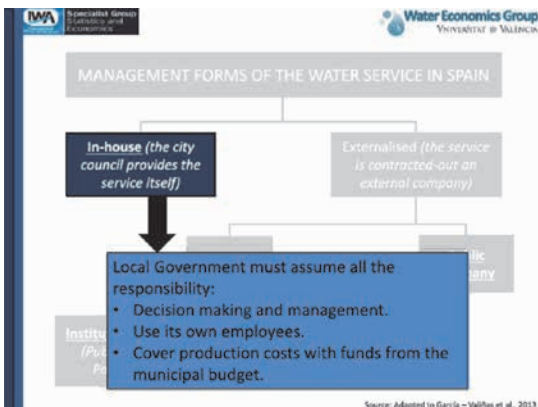 IWA
Specialist Group
Statistics and
Economics
Water Economics Group
VNIVERSITAT ID VALÈNCIA
MANAGEMENT FORMS OF THE WATER SERVICE IN SPAIN
In-house (the city
council provides the
service itself)
Externalised (the service
is contracted-out an
external company)
Local Government must assume all the
responsibility:
• Decision making and management.
• Use its own employees.
• Cover production costs with funds from the
municipal budget.
Source: Adapted to García – Valiñas et al., 2013